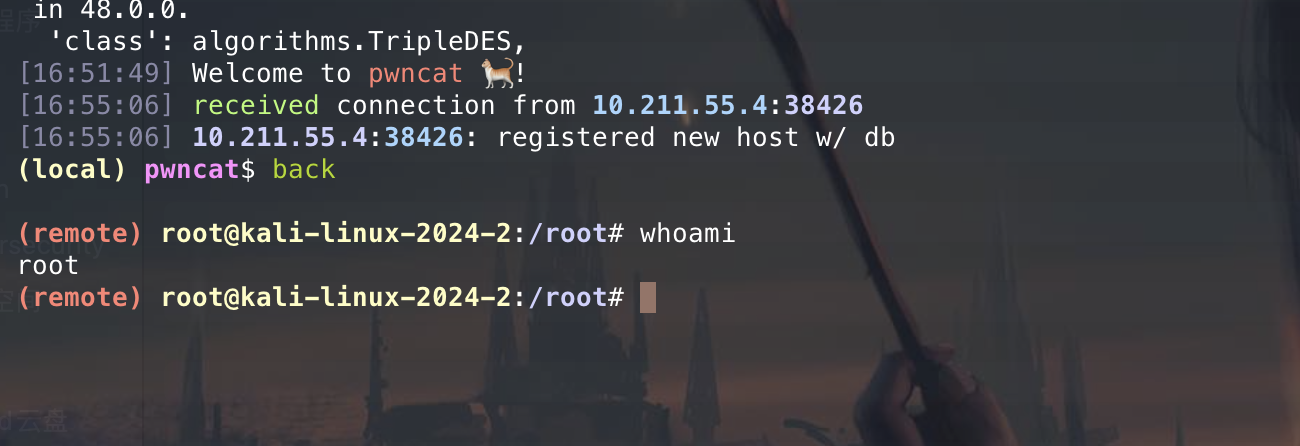 in 48.0.0.
'class': algorithms.TripleDES,
[16:51:49] Welcome to pwncat 🐈!
[16:55:06] received connection from 10.211.55.4:38426
[16:55:06] 10.211.55.4:38426: registered new host w/ db
(local) pwncat$ back
(remote) root@kali-linux-2024-2:/root# whoami
root
(remote) root@kali-linux-2024-2:/root#
云盘